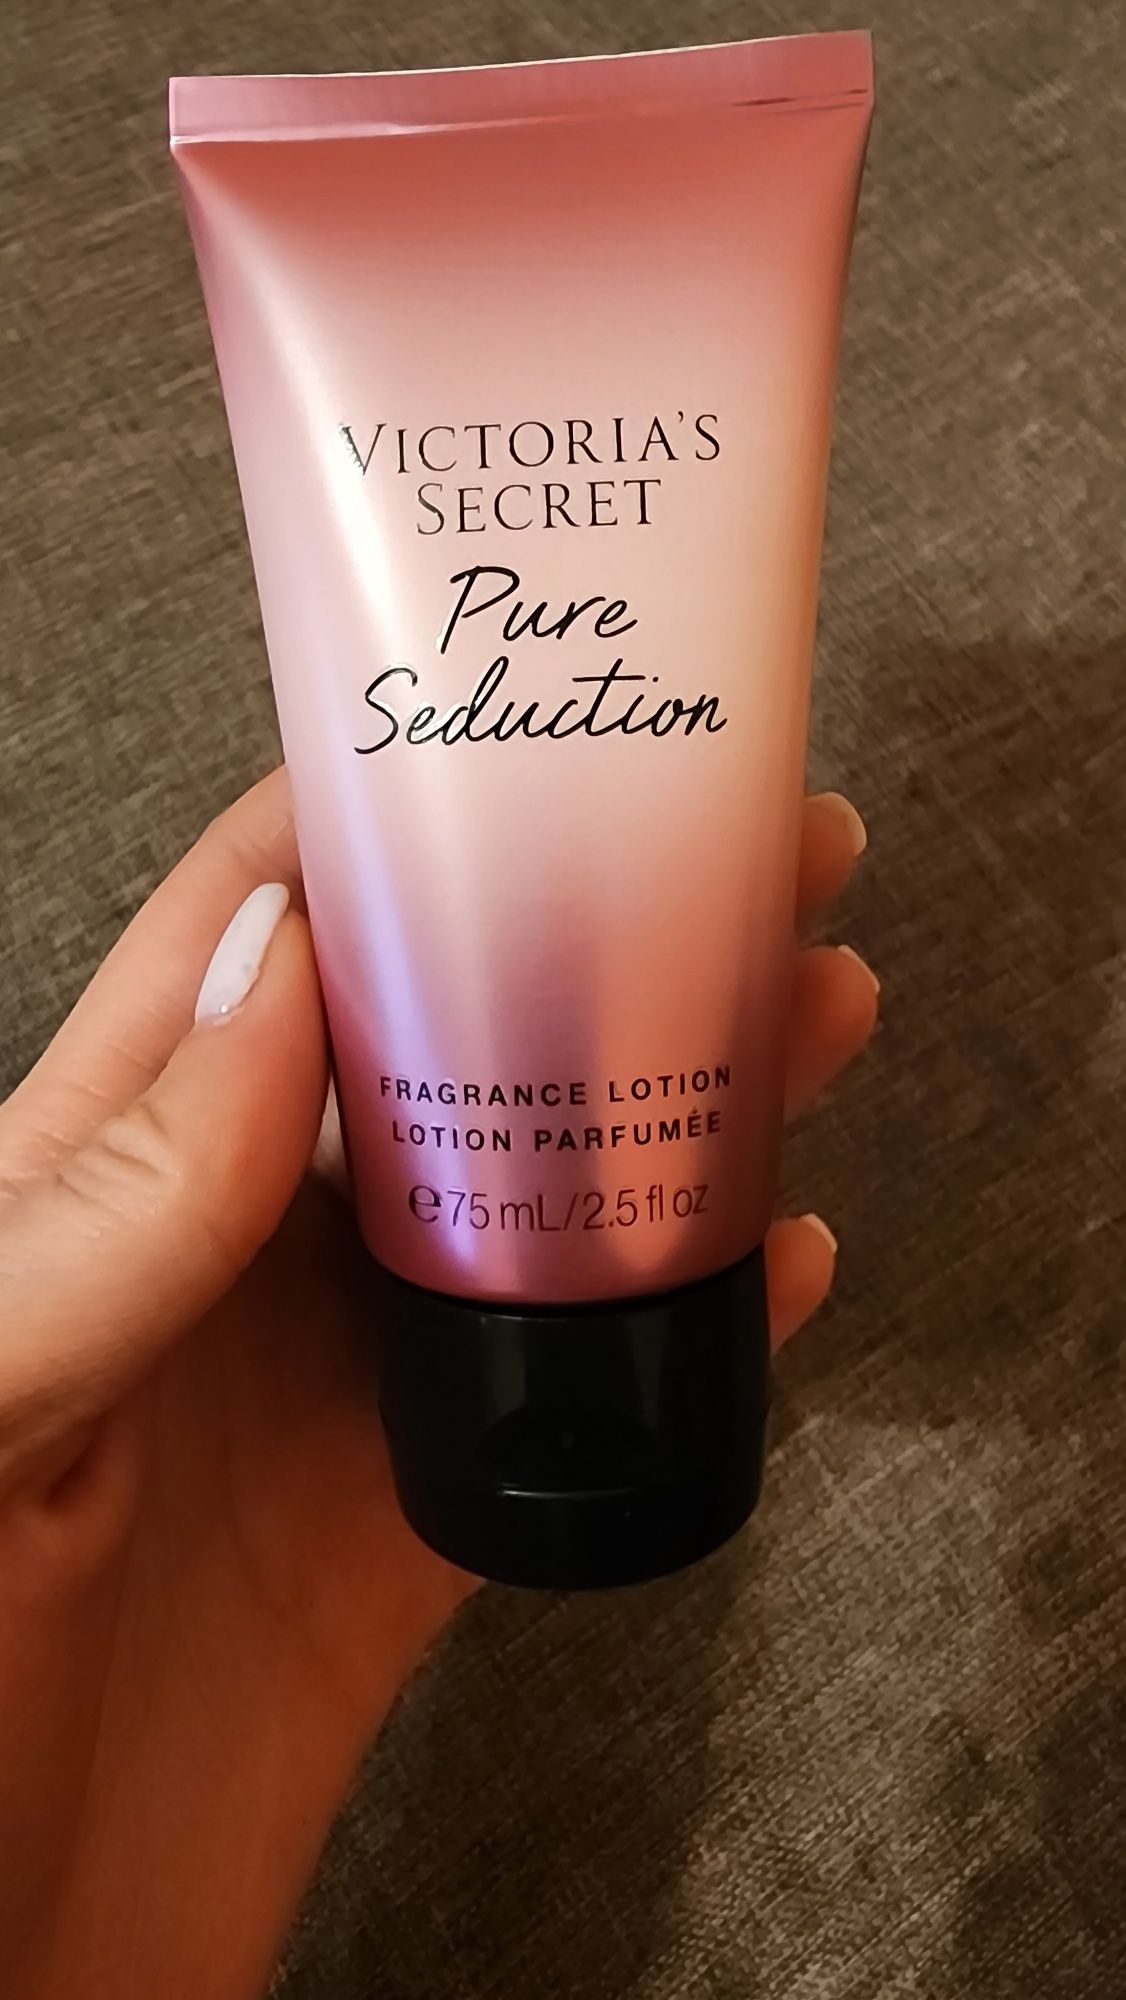 VICTORIA'S
SECRET
Pure
Seduction
FRAGRANCE LOTION
LOTION PARFUMÉE
℮75 mL/2.5 fl oz